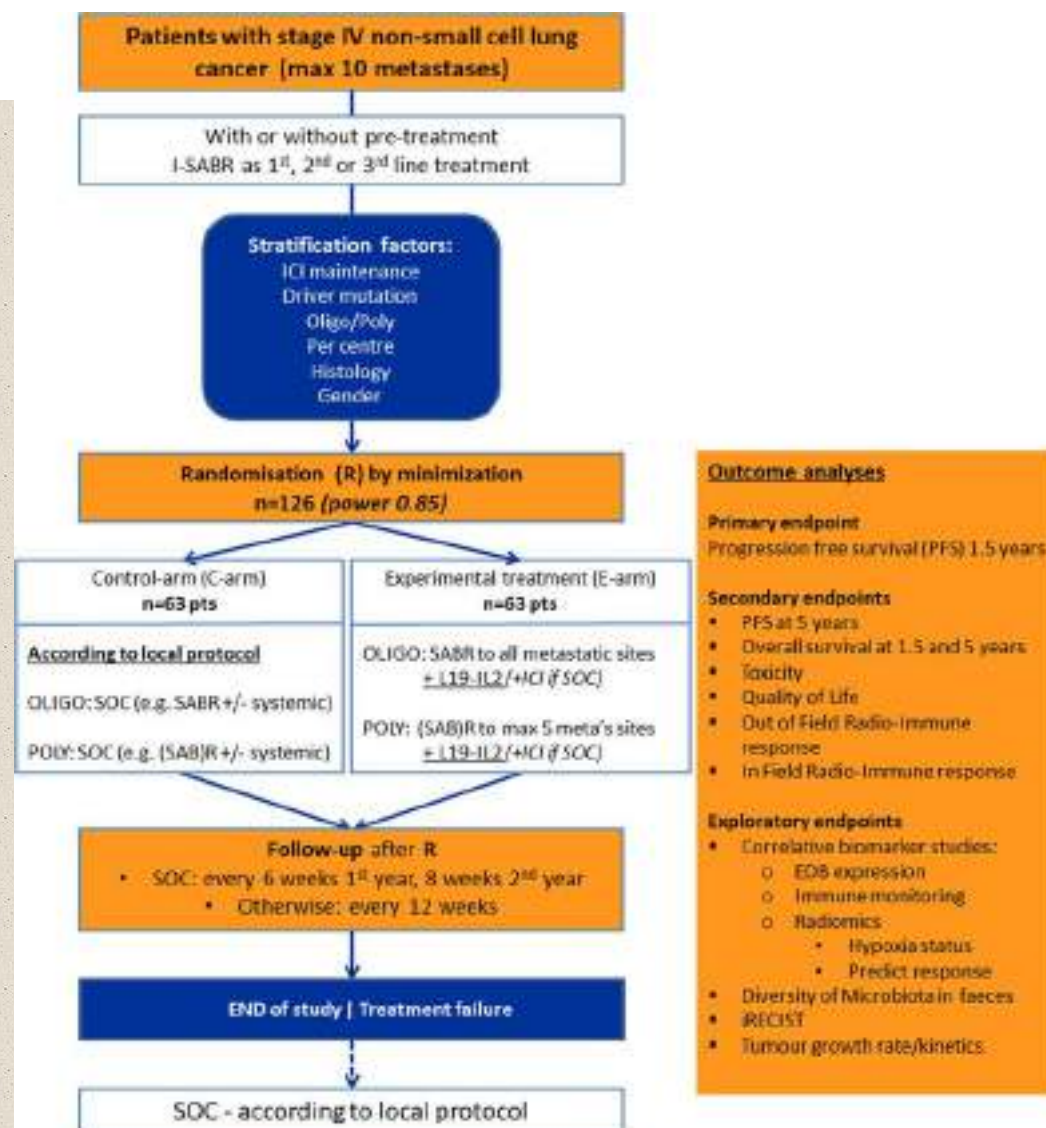 Patients with stage IV non-small cell lung
cancer (max 10 metastases)
With or without pre-treatment
I-SABR as 1st, 2nd or 3rd line treatment
Stratification factors:
ICI maintenance
Driver mutation
Oligo/Poly
Per centre
Histology
Gender
Randomisation (R) by minimization
n=126 (power 0.85)
Control-arm (C-arm)
n=63 pts
According to local protocol
OLIGO: SOC (e.g. SABR +/- systemic)
POLY: SOC (e.g. (SAB)R +/- systemic)
Experimental treatment (E-arm)
n=63 pts
OLIGO: SABR to all metastatic sites
+ L19-IL2 (+ICI if SOC)
POLY: (SAB)R to max 5 meta's sites
+ L19-IL2 (+ICI if SOC)
Follow-up after R
• SOC: every 6 weeks 1st year, 8 weeks 2nd year
• Otherwise: every 12 weeks
END of study | Treatment failure
SOC - according to local protocol
Outcome analyses
Primary endpoint
Progression free survival (PFS) 1.5 years
Secondary endpoints
• PFS at 5 years
• Overall survival at 1.5 and 5 years
• Toxicity
• Quality of Life
• Out of Field Radio-Immune
response
• In Field Radio-Immune response
Exploratory endpoints
• Correlative biomarker studies:
o EDB expression
o Immune monitoring
o Radiomics
• Hypoxia status
• Predict response
• Diversity of Microbiota in faeces
• iRECIST
• Tumour growth rate/kinetics